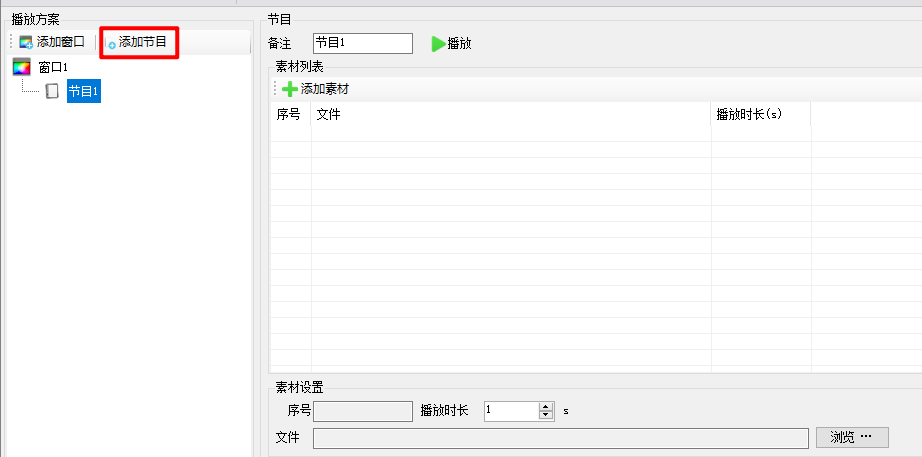 播放方案
添加窗口 添加节目
窗口1
节目1
节目
备注 节目1 播放
素材列表
添加素材
序号 文件 播放时长(s)
素材设置
序号 播放时长 1 s
文件 浏览 …